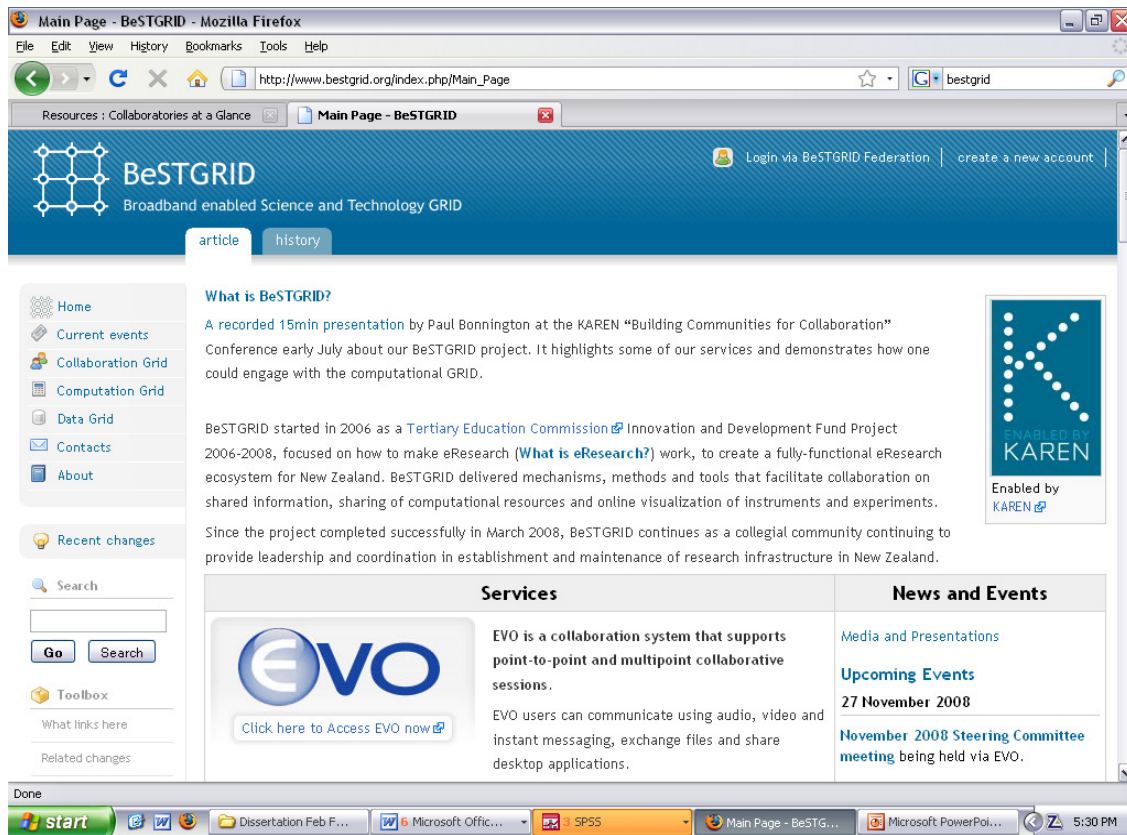 Main Page - BeSTGRID - Mozilla Firefox
File Edit View History Bookmarks Tools Help
http://www.bestgrid.org/index.php/Main_Page
G bestgrid
Resources : Collaboratories at a Glance
Main Page - BeSTGRID
BeSTGRID
Broadband enabled Science and Technology GRID
Login via BeSTGRID Federation
create a new account
article
history
Home
Current events
Collaboration Grid
Computation Grid
Data Grid
Contacts
About
Recent changes
Search
Go Search
Toolbox
What links here
Related changes
What is BeSTGRID?
A recorded 15min presentation by Paul Bonnington at the KAREN “Building Communities for Collaboration”
Conference early July about our BeSTGRID project. It highlights some of our services and demonstrates how one
could engage with the computational GRID.
BeSTGRID started in 2006 as a Tertiary Education Commission Innovation and Development Fund Project
2006-2008, focused on how to make eResearch (What is eResearch?) work, to create a fully-functional eResearch
ecosystem for New Zealand. BeSTGRID delivered mechanisms, methods and tools that facilitate collaboration on
shared information, sharing of computational resources and online visualization of instruments and experiments.
Since the project completed successfully in March 2008, BeSTGRID continues as a collegial community continuing to
provide leadership and coordination in establishment and maintenance of research infrastructure in New Zealand.
ENABLED BY
KAREN
Enabled by
KAREN
Services
EVO
Click here to Access EVO now
EVO is a collaboration system that supports
point-to-point and multipoint collaborative
sessions.
EVO users can communicate using audio, video and
instant messaging, exchange files and share
desktop applications.
News and Events
Media and Presentations
Upcoming Events
27 November 2008
November 2008 Steering Committee
meeting being held via EVO.
Done
start
Dissertation Feb F...
6 Microsoft Offic...
3 SPSS
Main Page - BeSTG...
Microsoft PowerPoi...
5:30 PM